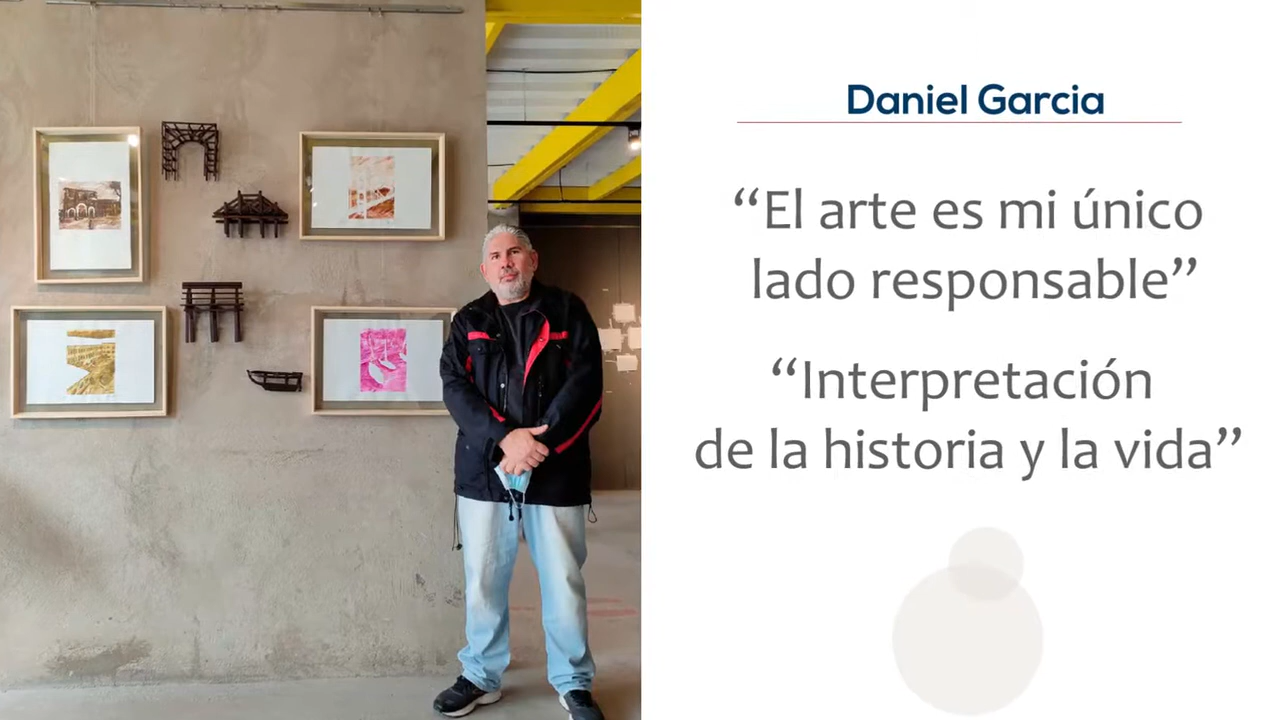 Daniel Garcia
“El arte es mi único
lado responsable”
“Interpretación
de la historia y la vida”